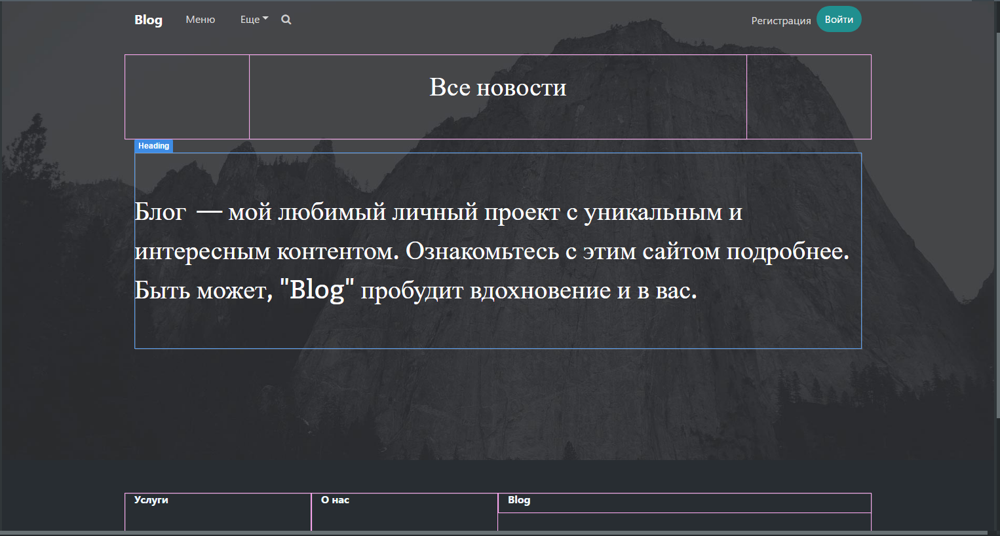 Blog Меню Еще Регистрация Войти
Все новости
Heading
Блог — мой любимый личный проект с уникальным и
интересным контентом. Ознакомьтесь с этим сайтом подробнее.
Быть может, "Blog" пробудит вдохновение и в вас.
Услуги О нас Blog